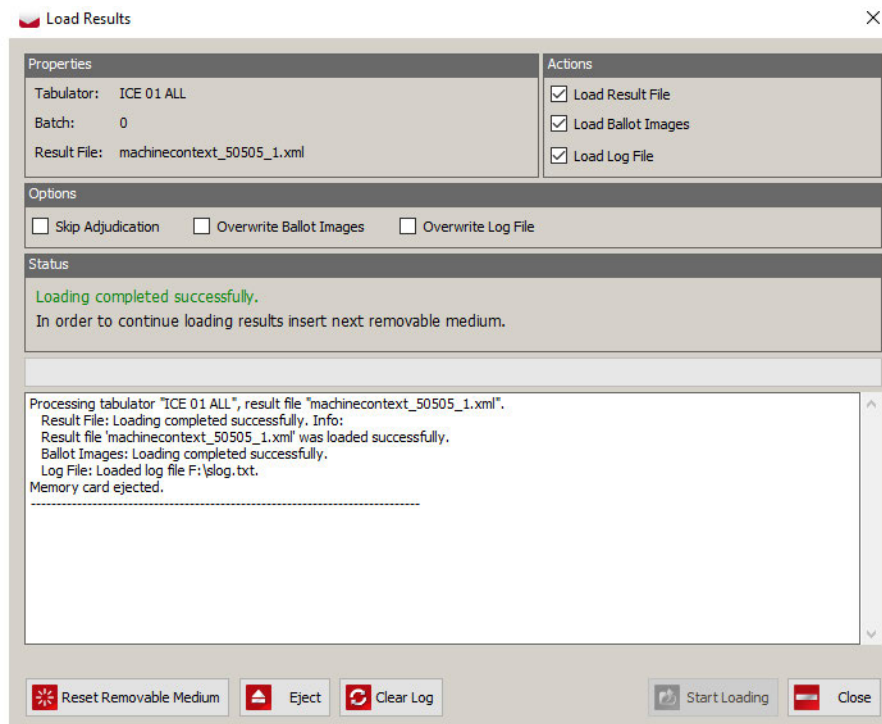 Load Results
Properties
Tabulator: ICE 01 ALL
Batch: 0
Result File: machinecontext_50505_1.xml
Actions
Load Result File
Load Ballot Images
Load Log File
Options
Skip Adjudication Overwrite Ballot Images Overwrite Log File
Status
Loading completed successfully.
In order to continue loading results insert next removable medium.
Processing tabulator "ICE 01 ALL", result file "machinecontext_50505_1.xml".
Result File: Loading completed successfully. Info:
Result file 'machinecontext_50505_1.xml' was loaded successfully.
Ballot Images: Loading completed successfully.
Log File: Loaded log file F:\slog.txt.
Memory card ejected.
--------------------------------------------------------------------------------
Reset Removable Medium Eject Clear Log Start Loading Close